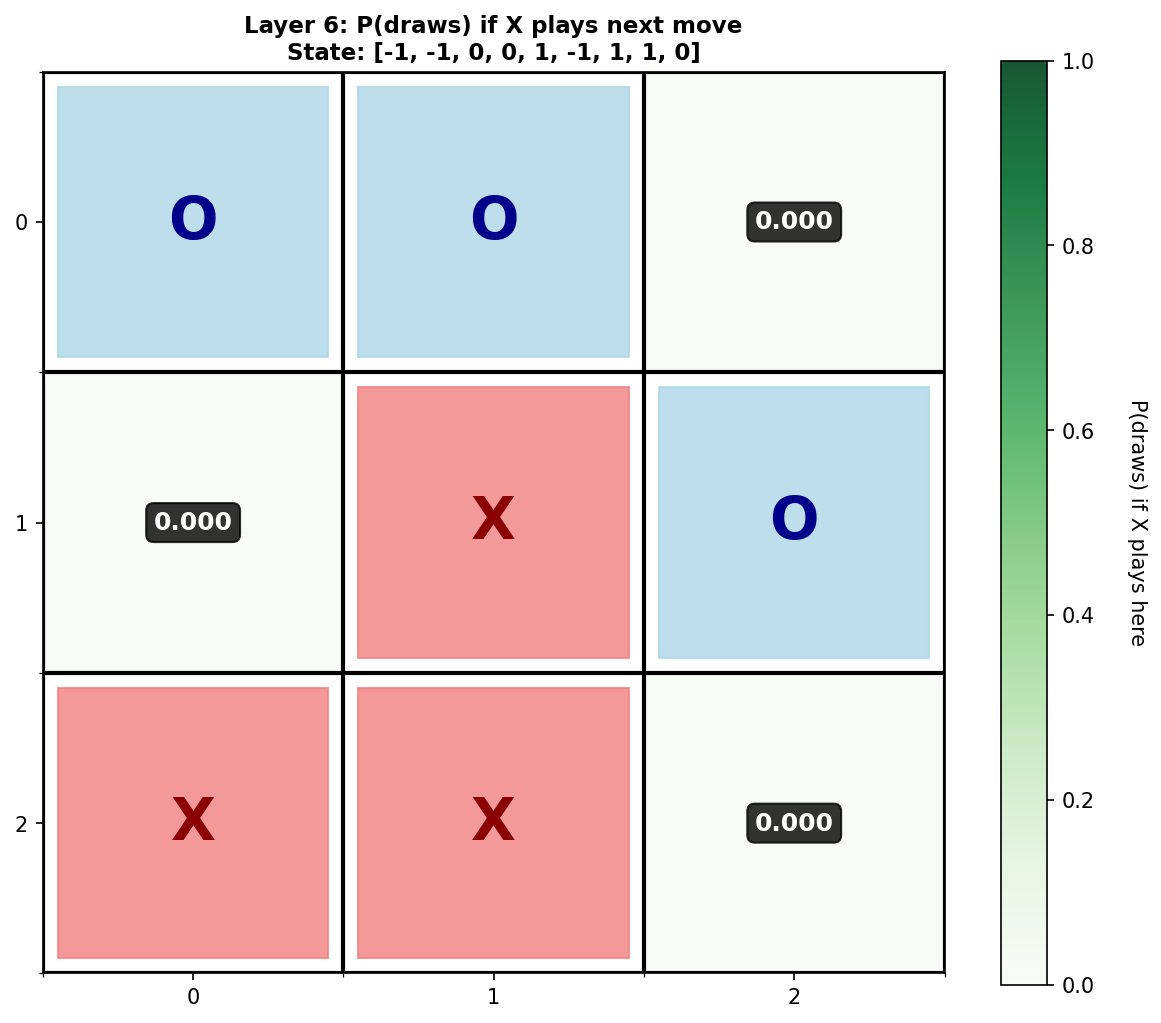 Layer 6: P(draws) if X plays next move
State: [-1, -1, 0, 0, 1, -1, 1, 1, 0]
1.0
0.8
0.6
0.4
0.2
0.0
P(draws) if X plays here
0
O
O
0.000
1
0.000
X
O
2
X
X
0.000
0
1
2